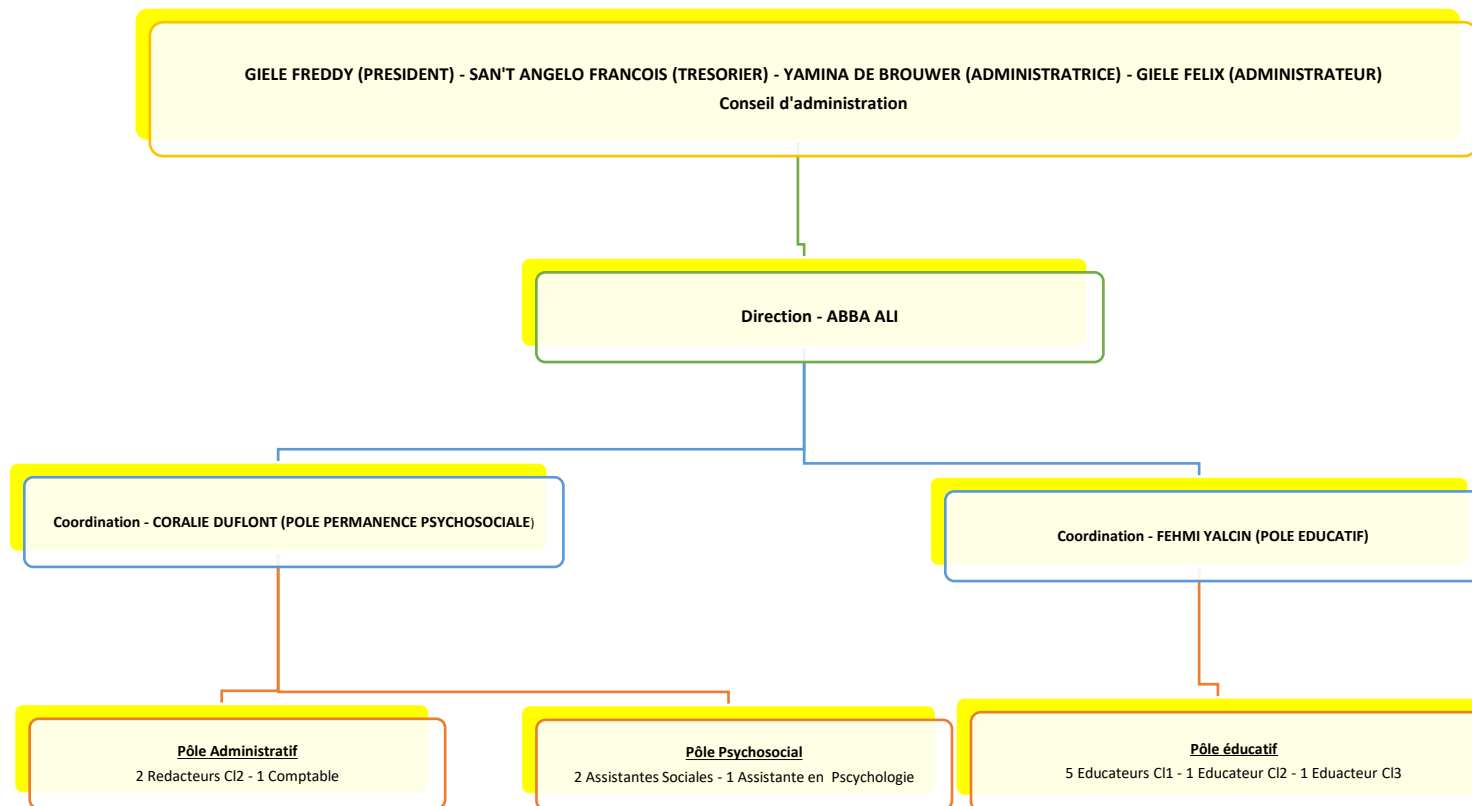 GIELE FREDDY (PRESIDENT) - SAN'T ANGELO FRANCOIS (TRESORIER) - YAMINA DE BROUWER (ADMINISTRATRICE) - GIELE FELIX (ADMINISTRATEUR)
Conseil d'administration
Direction - ABBA ALI
Coordination - CORALIE DUFLONT (POLE PERMANENCE PSYCHOSOCIALE)
Coordination - FEHMI YALCIN (POLE EDUCATIF)
Pôle Administratif
2 Redacteurs Cl2 - 1 Comptable
Pôle Psychosocial
2 Assistantes Sociales - 1 Assistante en Pscychologie
Pôle éducatif
5 Educateurs Cl1 - 1 Educateur Cl2 - 1 Eduacteur Cl3